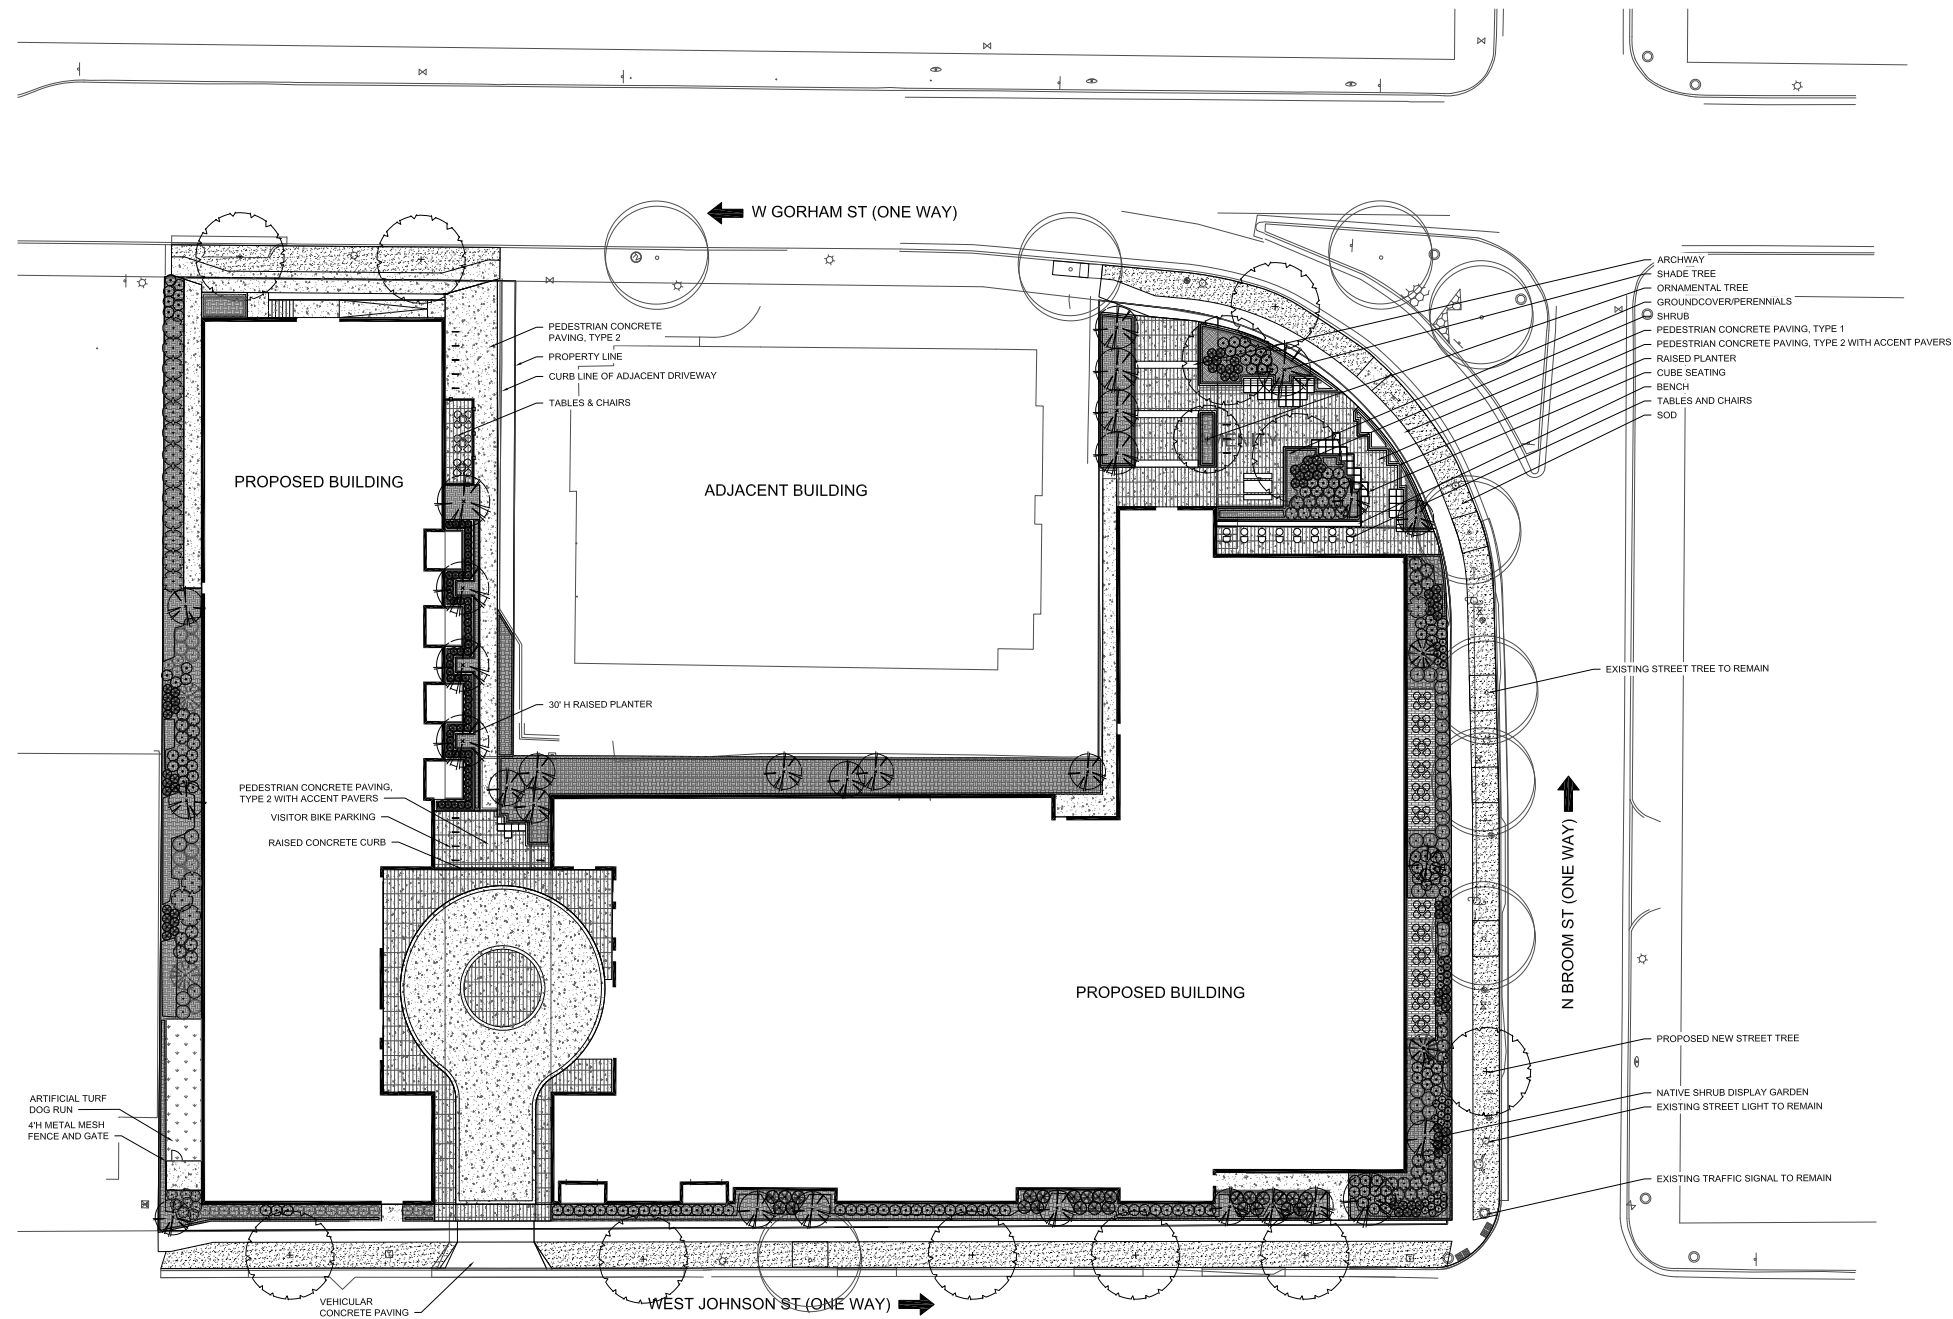 W GORHAM ST (ONE WAY)
ARCHWAY
SHADE TREE
ORNAMENTAL TREE
GROUNDCOVER/PERENNIALS
SHRUB
PEDESTRIAN CONCRETE PAVING, TYPE 1
PEDESTRIAN CONCRETE PAVING, TYPE 2 WITH ACCENT PAVERS
RAISED PLANTER
CUBE SEATING
BENCH
TABLES AND CHAIRS
SOD
PEDESTRIAN CONCRETE
PAVING, TYPE 2
PROPERTY LINE
CURB LINE OF ADJACENT DRIVEWAY
TABLES & CHAIRS
PROPOSED BUILDING
ADJACENT BUILDING
EXISTING STREET TREE TO REMAIN
30' H RAISED PLANTER
PEDESTRIAN CONCRETE PAVING,
TYPE 2 WITH ACCENT PAVERS
VISITOR BIKE PARKING
RAISED CONCRETE CURB
N BROOM ST (ONE WAY)
PROPOSED BUILDING
PROPOSED NEW STREET TREE
NATIVE SHRUB DISPLAY GARDEN
EXISTING STREET LIGHT TO REMAIN
ARTIFICIAL TURF
DOG RUN
4'H METAL MESH
FENCE AND GATE
EXISTING TRAFFIC SIGNAL TO REMAIN
VEHICULAR
CONCRETE PAVING
WEST JOHNSON ST (ONE WAY)